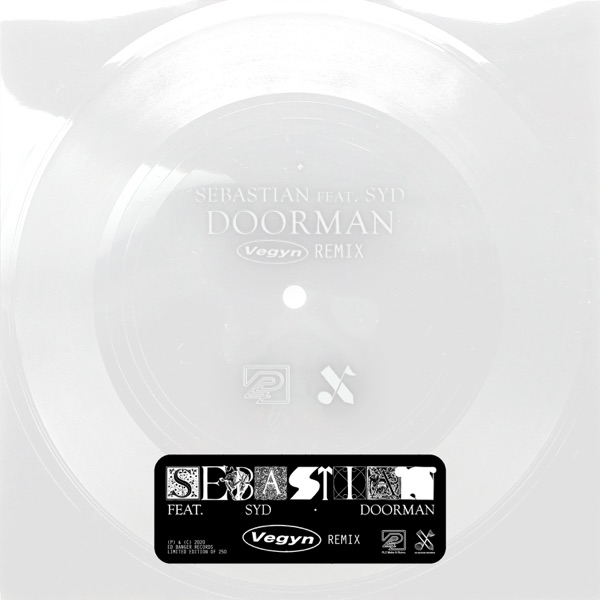 SEBASTIAN FEAT. SYD
DOORMAN
Vegyn REMIX
SEBASTIAN
FEAT. SYD · DOORMAN
Vegyn REMIX
(P) & (C) 2020
ED BANGER RECORDS
LIMITED EDITION OF 250